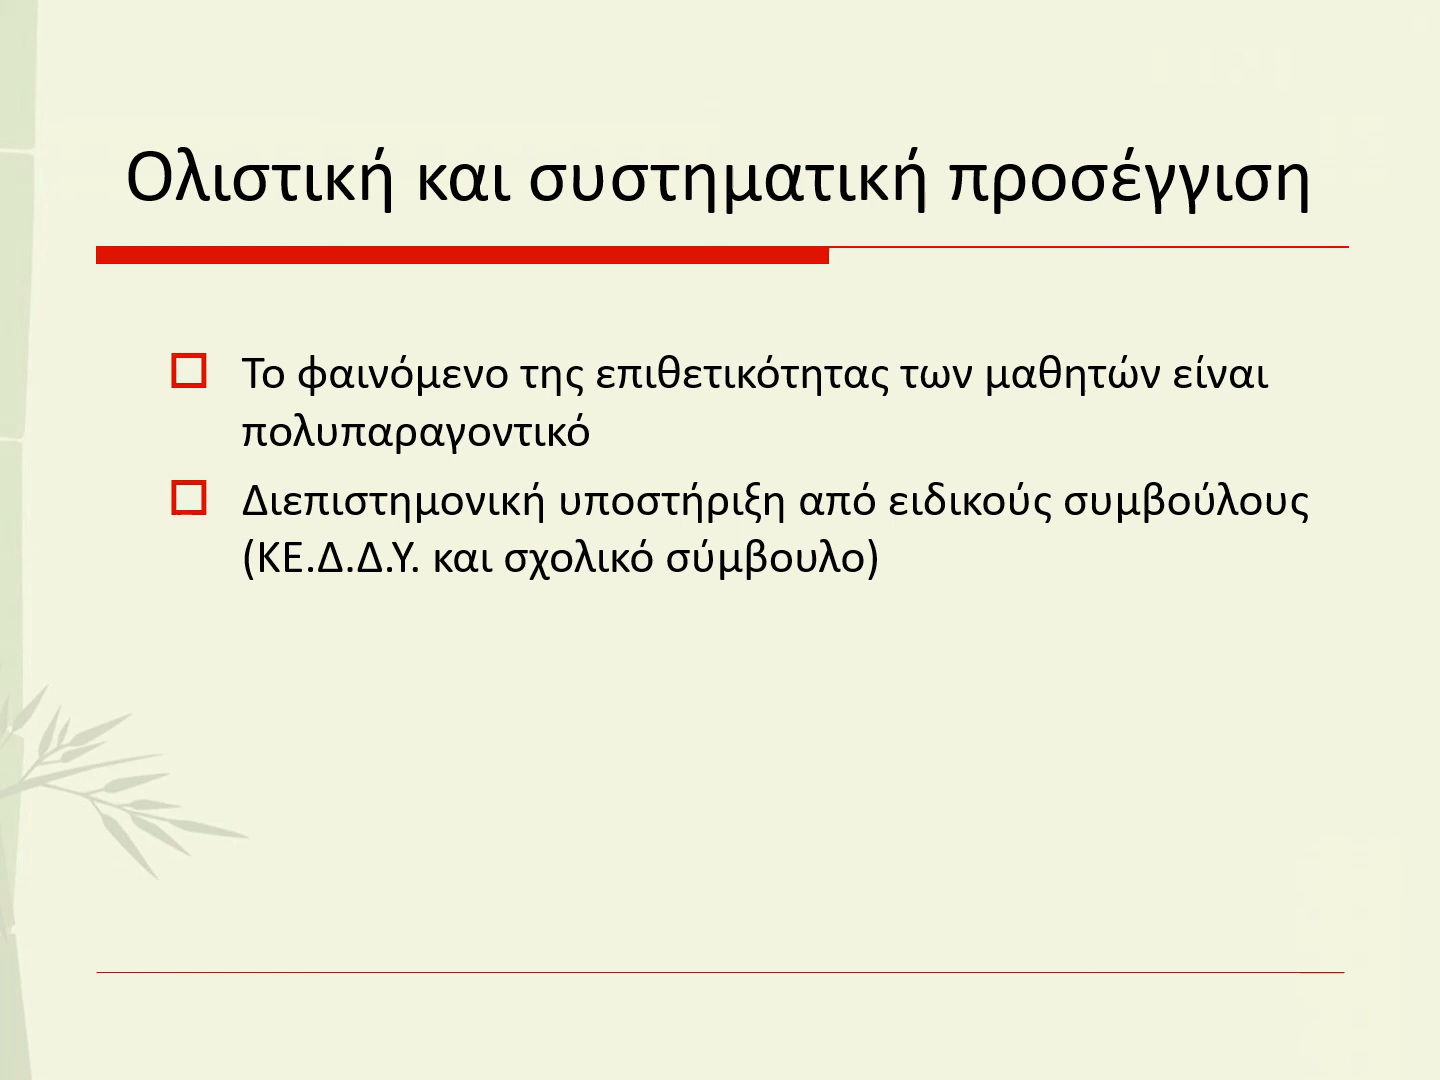 Ολιστική και συστηματική προσέγγιση
Το φαινόμενο της επιθετικότητας των μαθητών είναι
πολυπαραγοντικό
Διεπιστημονική υποστήριξη από ειδικούς συμβούλους
(ΚΕ.Δ.Δ.Υ. και σχολικό σύμβουλο)